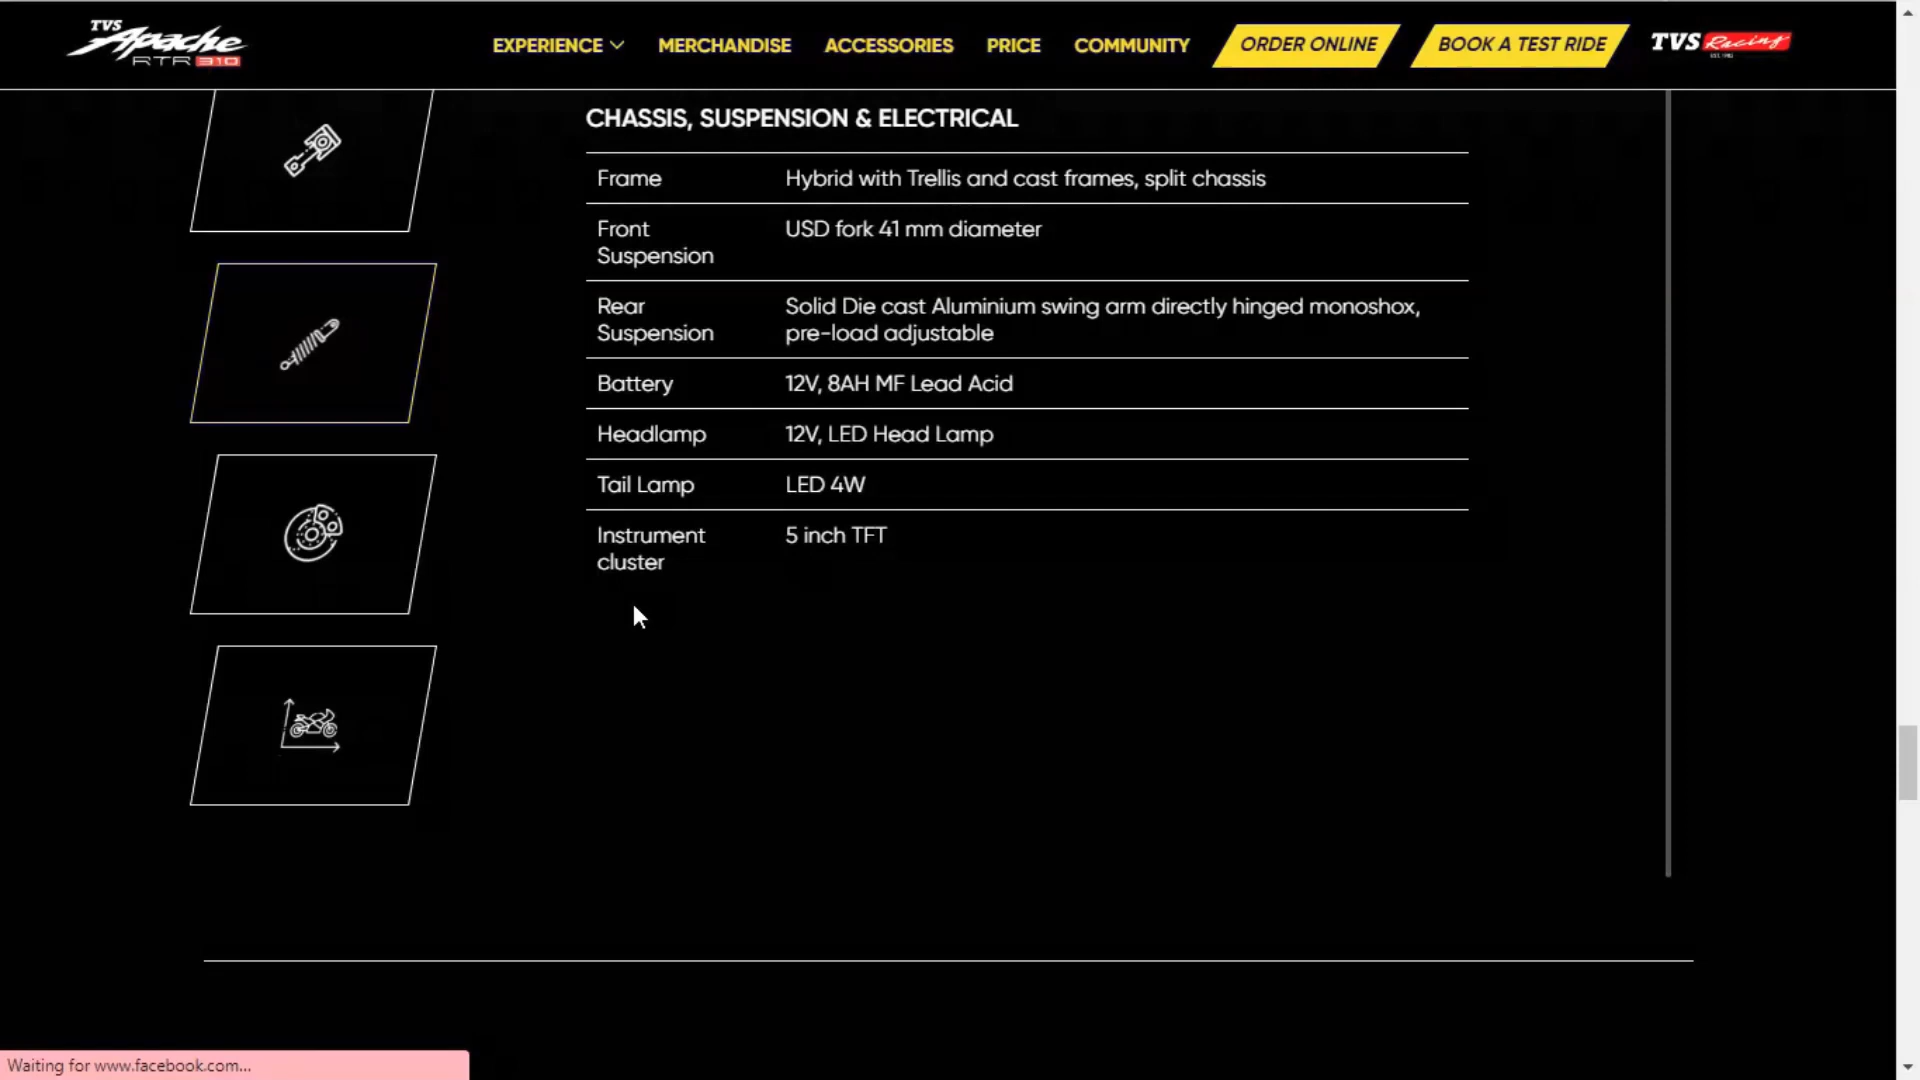 TVS
Apache
RTR 310
EXPERIENCE
MERCHANDISE
ACCESSORIES
PRICE
COMMUNITY
ORDER ONLINE
BOOK A TEST RIDE
TVS Racing
CHASSIS, SUSPENSION & ELECTRICAL
Frame Hybrid with Trellis and cast frames, split chassis
Front USD fork 41 mm diameter
Suspension
Rear Solid Die cast Aluminium swing arm directly hinged monoshox,
Suspension pre-load adjustable
Battery 12V, 8AH MF Lead Acid
Headlamp 12V, LED Head Lamp
Tail Lamp LED 4W
Instrument 5 inch TFT
cluster
Waiting for www.facebook.com...